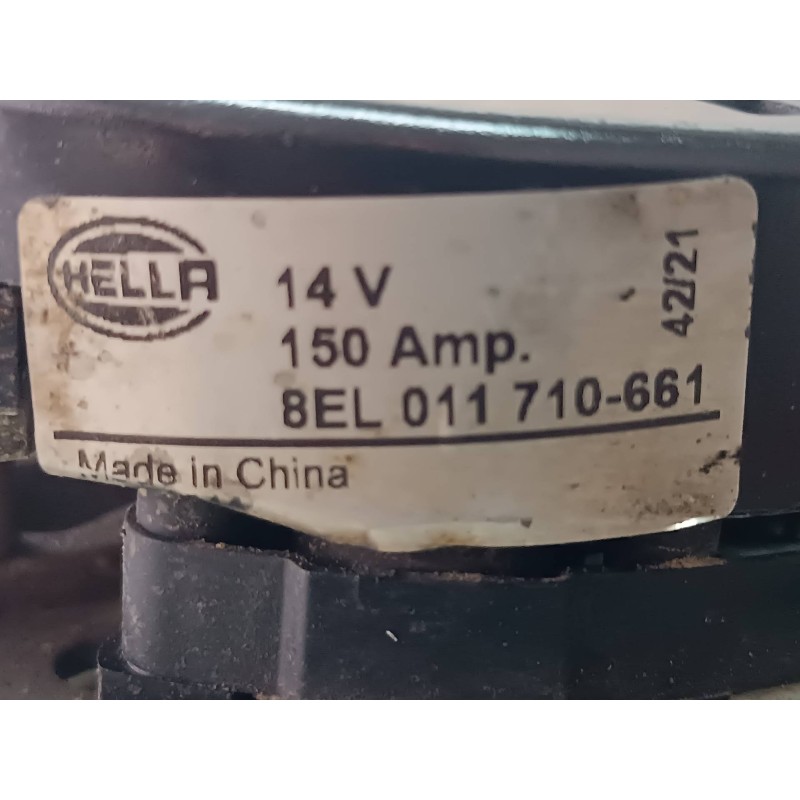 HELLA
14 V
150 Amp.
8EL 011 710-661
42/21
Made in China